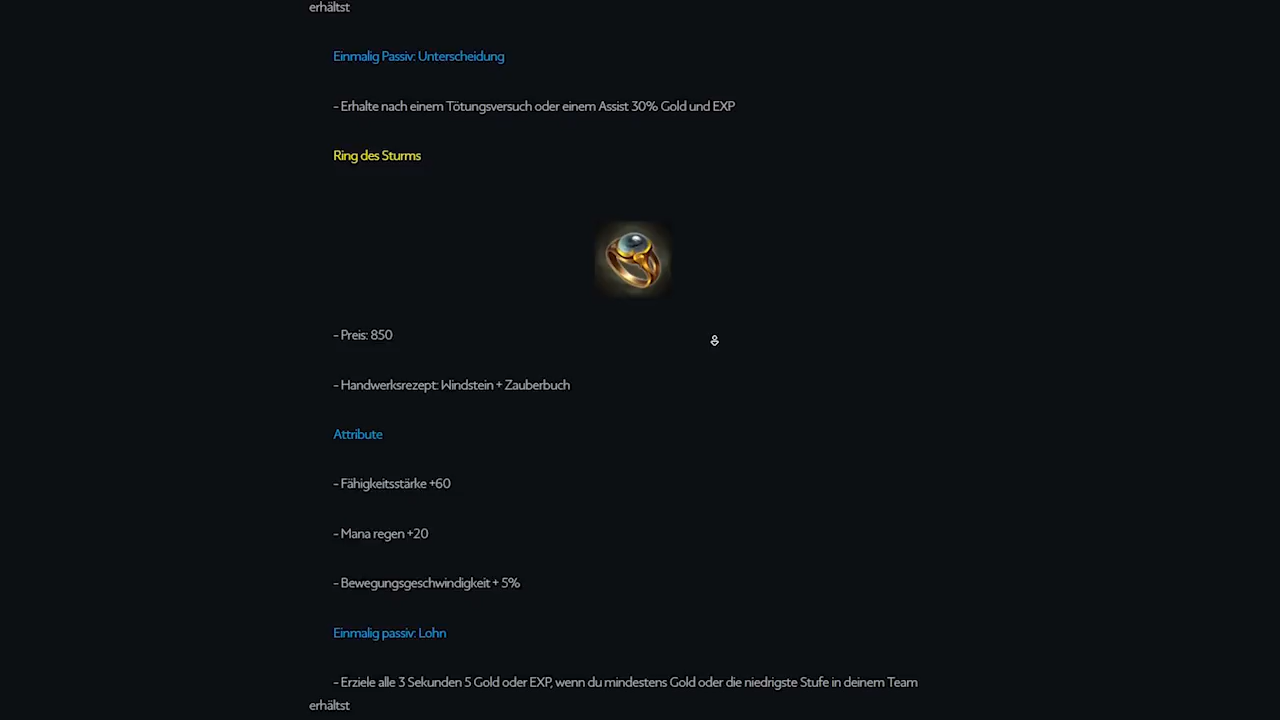 erhältst
Einmalig Passiv: Unterscheidung
- Erhalte nach einem Tötungsversuch oder einem Assist 30% Gold und EXP
Ring des Sturms
- Preis: 850
- Handwerksrezept: Windstein + Zauberbuch
Attribute
- Fähigkeitsstärke +60
- Mana regen +20
- Bewegungsgeschwindigkeit + 5%
Einmalig passiv: Lohn
- Erziele alle 3 Sekunden 5 Gold oder EXP, wenn du mindestens Gold oder die niedrigste Stufe in deinem Team
erhältst